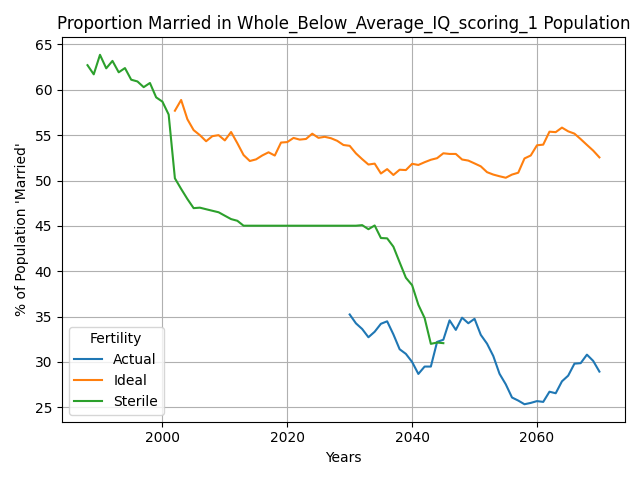 Proportion Married in Whole_Below_Average_IQ_scoring_1 Population
% of Population 'Married'
65
60
55
50
45
40
35
30
25
Fertility
Actual
Ideal
Sterile
2000 2020 2040 2060
Years